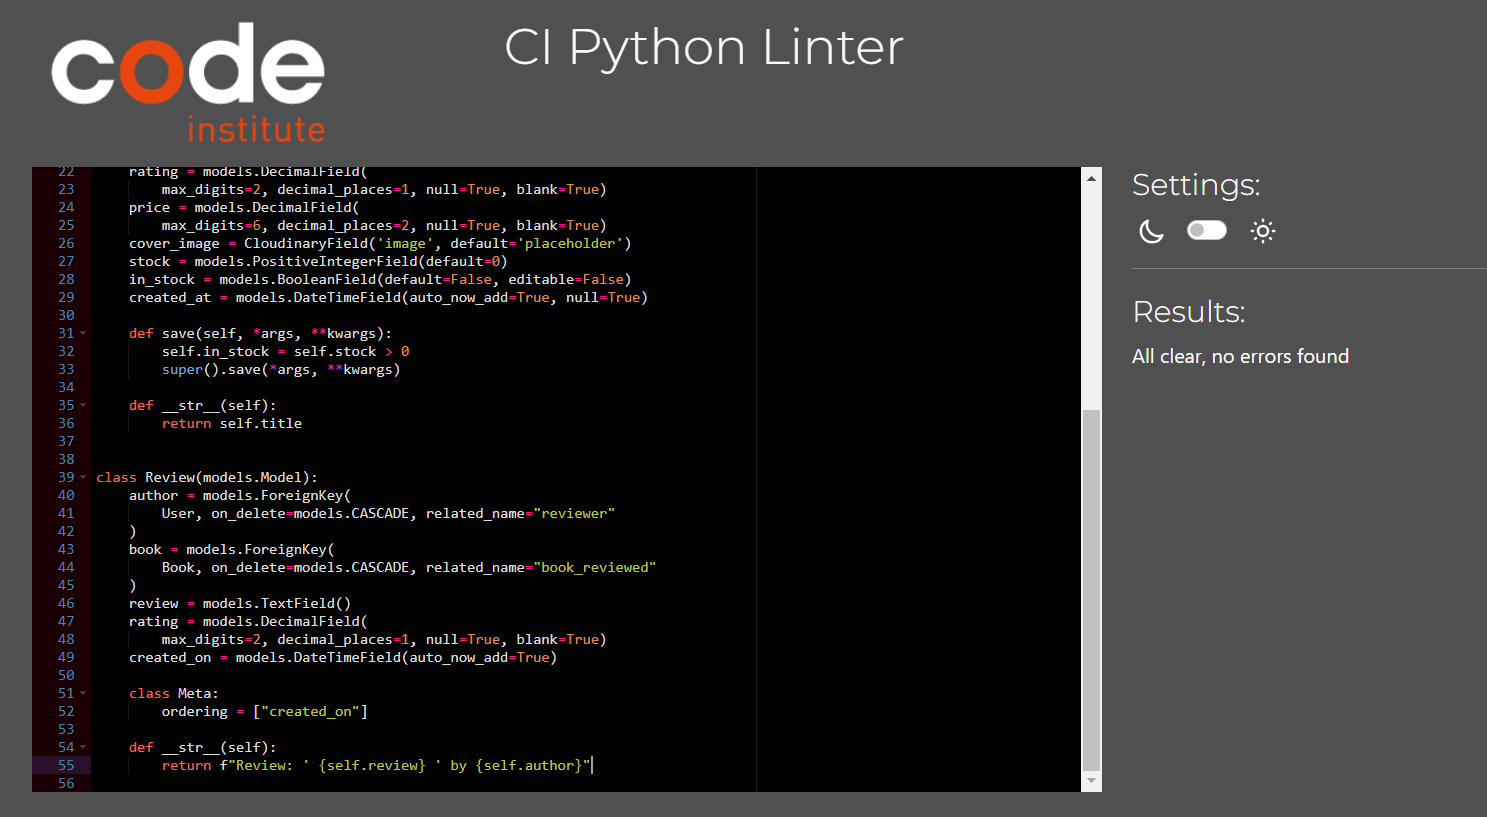 code
institute
CI Python Linter
22 rating = models.DecimalField(
23 max_digits=2, decimal_places=1, null=True, blank=True)
24 price = models.DecimalField(
25 max_digits=6, decimal_places=2, null=True, blank=True)
26 cover_image = CloudinaryField('image', default='placeholder')
27 stock = models.PositiveIntegerField(default=0)
28 in_stock = models.BooleanField(default=False, editable=False)
29 created_at = models.DateTimeField(auto_now_add=True, null=True)
30
31 def save(self, *args, **kwargs):
32 self.in_stock = self.stock > 0
33 super().save(*args, **kwargs)
34
35 def __str__(self):
36 return self.title
37
38
39 class Review(models.Model):
40 author = models.ForeignKey(
41 User, on_delete=models.CASCADE, related_name="reviewer"
42 )
43 book = models.ForeignKey(
44 Book, on_delete=models.CASCADE, related_name="book_reviewed"
45 )
46 review = models.TextField()
47 rating = models.DecimalField(
48 max_digits=2, decimal_places=1, null=True, blank=True)
49 created_on = models.DateTimeField(auto_now_add=True)
50
51 class Meta:
52 ordering = ["created_on"]
53
54 def __str__(self):
55 return f"Review: ' {self.review} ' by {self.author}"
56
Settings:
Results:
All clear, no errors found